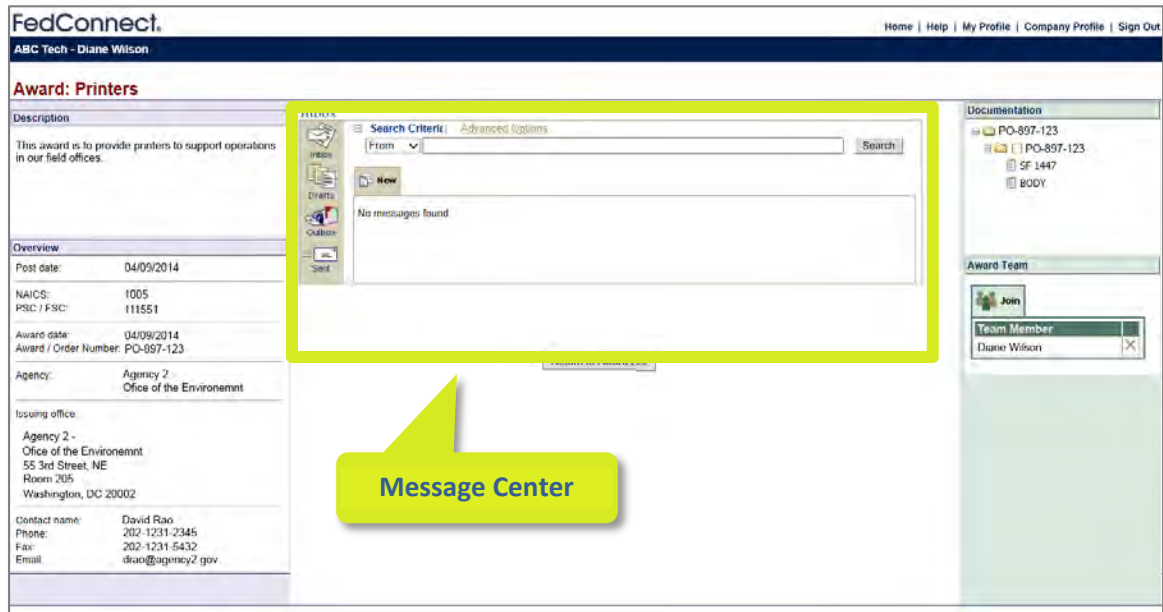 FedConnect.
Home | Help | My Profile | Company Profile | Sign Out
ABC Tech - Diane Wilson
Award: Printers
Description
This award is to provide printers to support operations
in our field offices.
Overview
Post date: 04/09/2014
NAICS: 1005
PSC / FSC: 111551
Award date: 04/09/2014
Award / Order Number: PO-897-123
Agency: Agency 2 -
Ofice of the Environemnt
Issuing office:
Agency 2 -
Ofice of the Environemnt
55 3rd Street, NE
Room 205
Washington, DC 20002
Contact name: David Rao
Phone: 202-1231-2345
Fax: 202-1231-5432
Email: drao@agency2.gov
Inbox
Search Criteria Advanced Options
From Search
Inbox
Drafts
Outbox
Sent
New
No messages found
Message Center
Documentation
PO-897-123
PO-897-123
SF 1447
BODY
Award Team
Join
Team Member
Diane Wilson